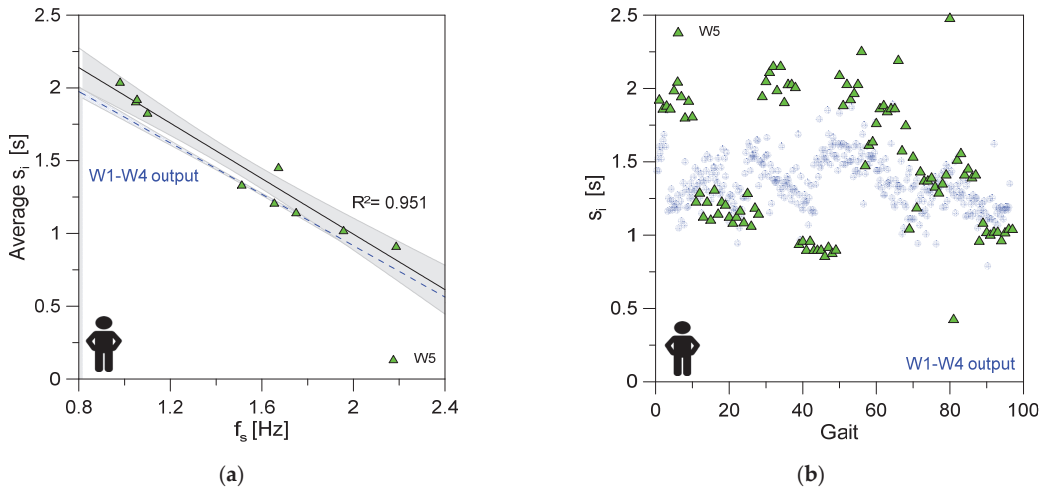 2.5
2
1.5
1
0.5
0
Average s_i [s]
W1-W4 output
R²= 0.951
W5
0.8 1.2 1.6 2 2.4
f_s [Hz]
(a)
2.5
2
1.5
1
0.5
0
s_i [s]
W5
W1-W4 output
0 20 40 60 80 100
Gait
(b)